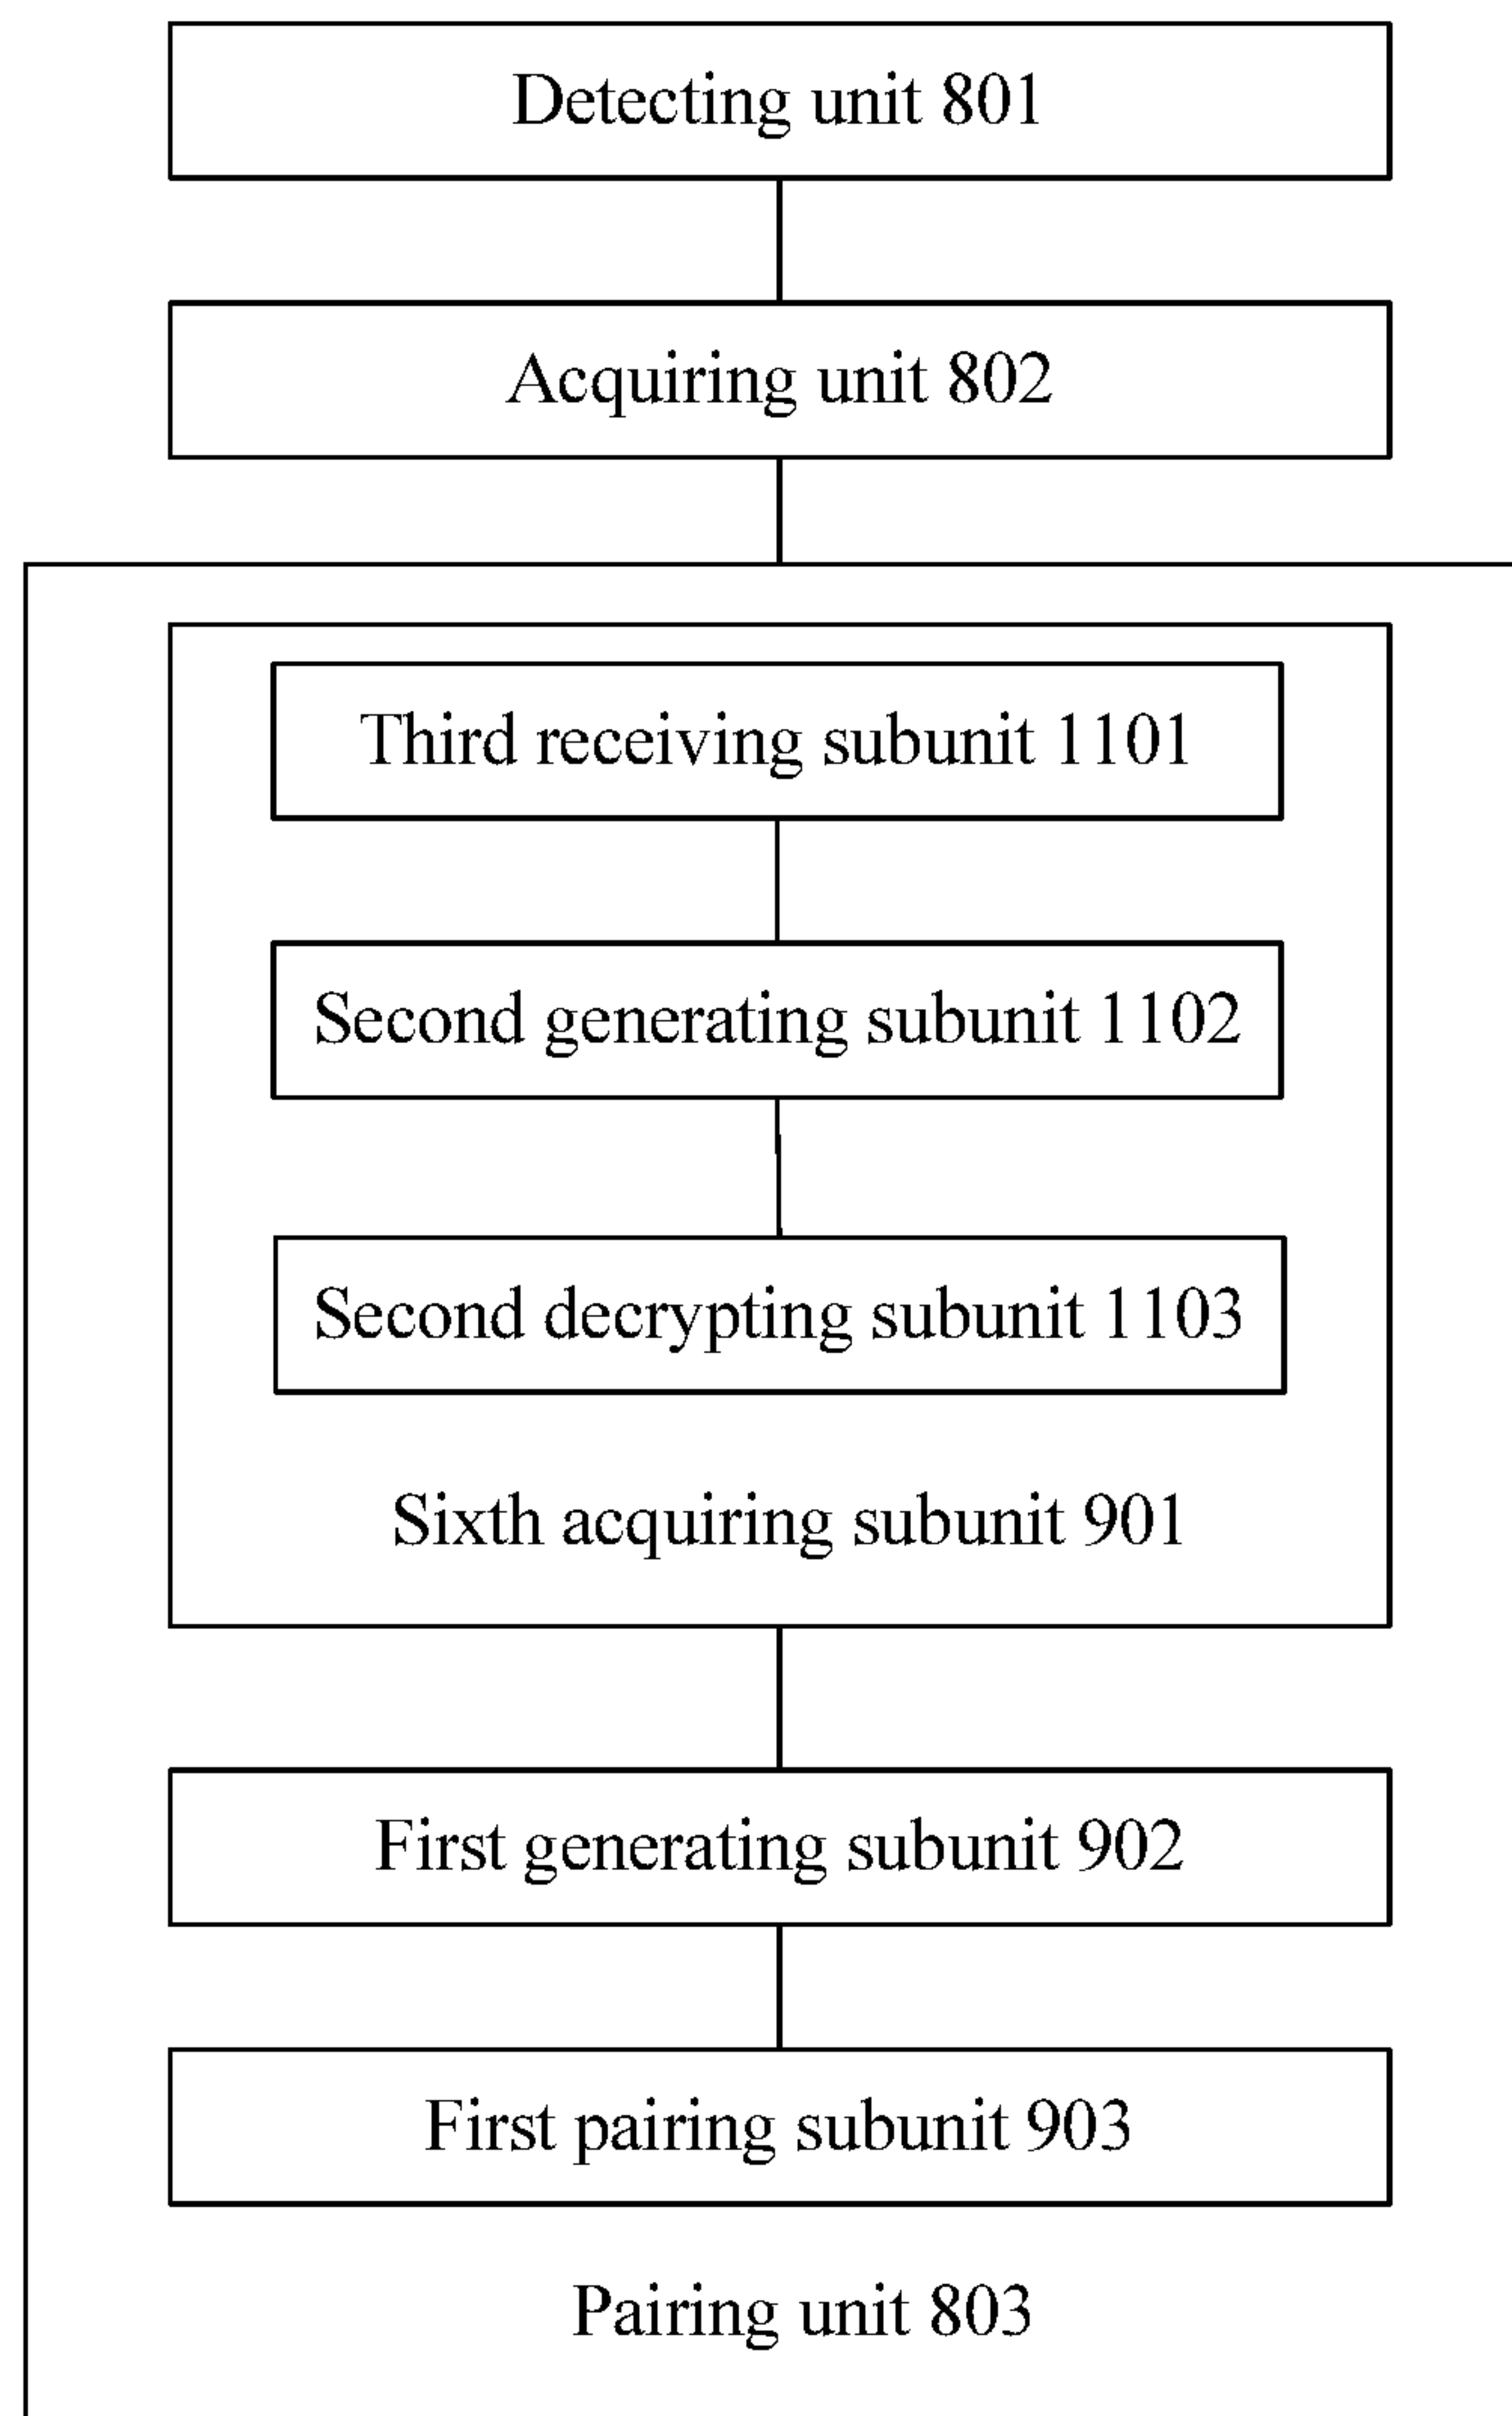 Detecting unit 801
Acquiring unit 802
Third receiving subunit 1101
Second generating subunit 1102
Second decrypting subunit 1103
Sixth acquiring subunit 901
First generating subunit 902
First pairing subunit 903
Pairing unit 803